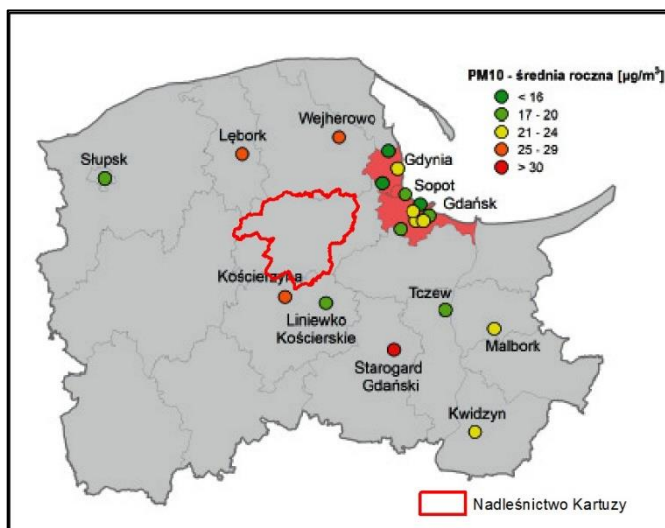 PM10 - średnia roczna [µg/m³]
< 16
17 - 20
21 - 24
25 - 29
> 30
Wejherowo
Lębork
Słupsk
Gdynia
Sopot
Gdańsk
Kościerzyna
Liniewko
Kościerskie
Tczew
Malbork
Starogard
Gdański
Kwidzyn
Nadleśnictwo Kartuzy